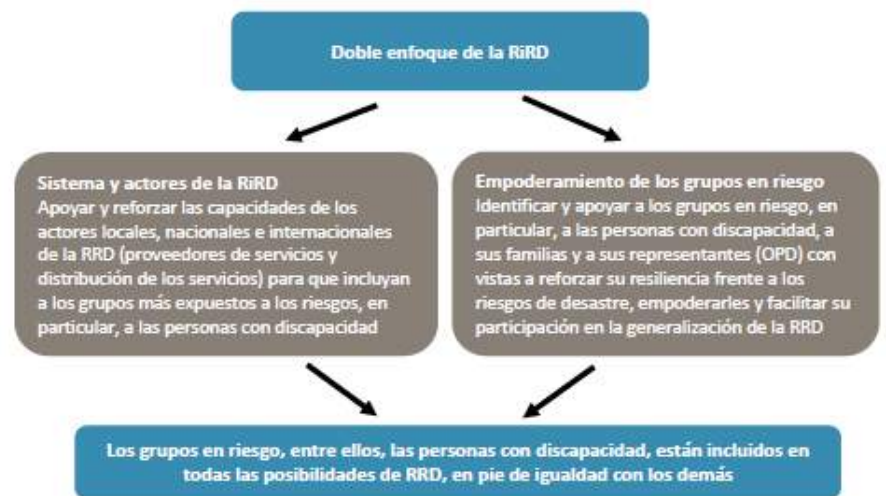 Doble enfoque de la RiRD
Sistema y actores de la RiRD
Apoyar y reforzar las capacidades de los
actores locales, nacionales e internacionales
de la RRD (proveedores de servicios y
distribución de los servicios) para que incluyan
a los grupos más expuestos a los riesgos, en
particular, a las personas con discapacidad
Empoderamiento de los grupos en riesgo
Identificar y apoyar a los grupos en riesgo, en
particular, a las personas con discapacidad, a
sus familias y a sus representantes (OPD) con
vistas a reforzar su resiliencia frente a los
riesgos de desastre, empoderarles y facilitar su
participación en la generalización de la RRD
Los grupos en riesgo, entre ellos, las personas con discapacidad, están incluidos en
todas las posibilidades de RRD, en pie de igualdad con los demás